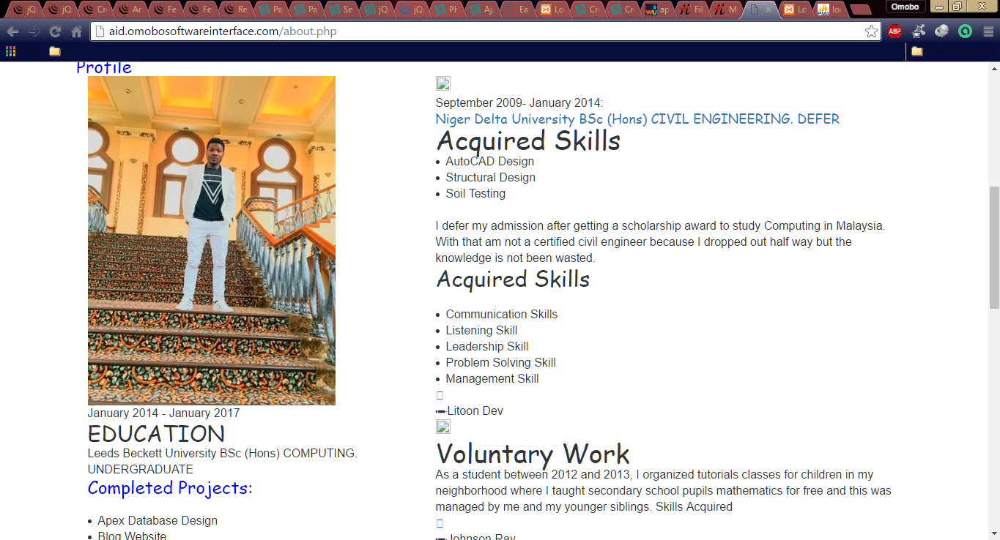 jQ
jQ
Cr
An
Fe
Fe
Re
Pa
Pa
Se
jQ
jQ
PH
Aja
Ea
Lo
Cr
Cr
ap
Fil
M
Lo
loc
Omobo
aid.omobosoftwareinterface.com/about.php
ABP
Profile
January 2014 - January 2017
EDUCATION
Leeds Beckett University BSc (Hons) COMPUTING.
UNDERGRADUATE
Completed Projects:
• Apex Database Design
• Blog Website
September 2009- January 2014:
Niger Delta University BSc (Hons) CIVIL ENGINEERING. DEFER
Acquired Skills
• AutoCAD Design
• Structural Design
• Soil Testing
I defer my admission after getting a scholarship award to study Computing in Malaysia.
With that am not a certified civil engineer because I dropped out half way but the
knowledge is not been wasted.
Acquired Skills
• Communication Skills
• Listening Skill
• Leadership Skill
• Problem Solving Skill
• Management Skill
Litoon Dev
Voluntary Work
As a student between 2012 and 2013, I organized tutorials classes for children in my
neighborhood where I taught secondary school pupils mathematics for free and this was
managed by me and my younger siblings. Skills Acquired
Johnson Ray